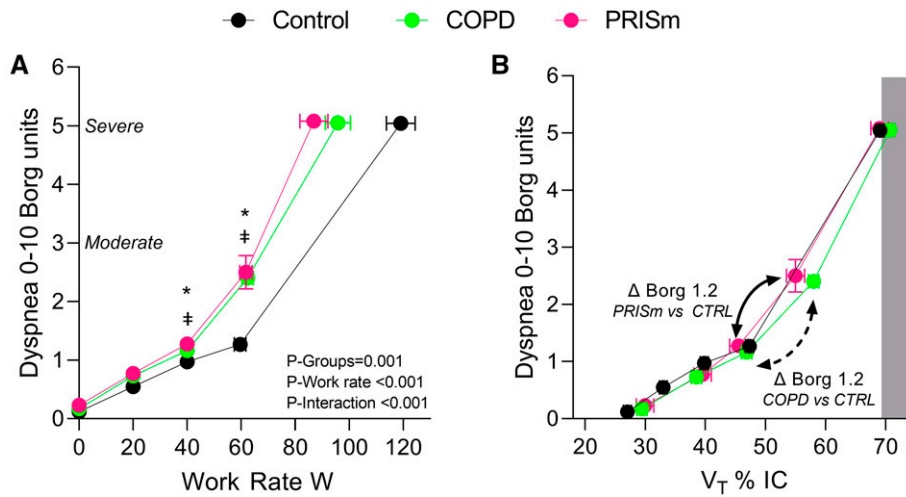 Control COPD PRISm
A
Dyspnea 0-10 Borg units
6
5
4
3
2
1
0
Severe
Moderate
*
‡
*
‡
P-Groups=0.001
P-Work rate <0.001
P-Interaction <0.001
0 20 40 60 80 100 120
Work Rate W
B
Dyspnea 0-10 Borg units
6
5
4
3
2
1
0
Δ Borg 1.2
PRISm vs CTRL
Δ Borg 1.2
COPD vs CTRL
20 30 40 50 60 70
VT % IC